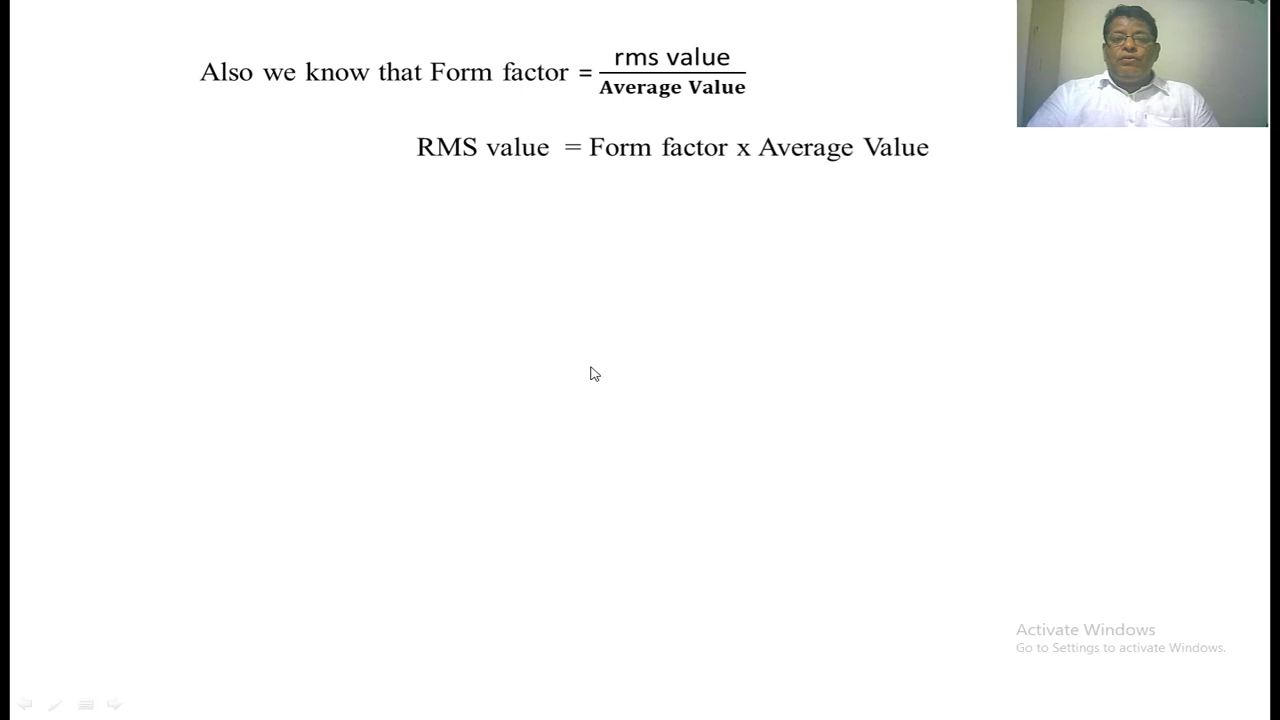 Also we know that Form factor = rms value / Average Value
RMS value = Form factor x Average Value
Activate Windows
Go to Settings to activate Windows.